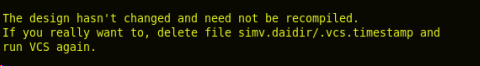 The design hasn't changed and need not be recompiled.
If you really want to, delete file simv.daidir/.vcs.timestamp and
run VCS again.